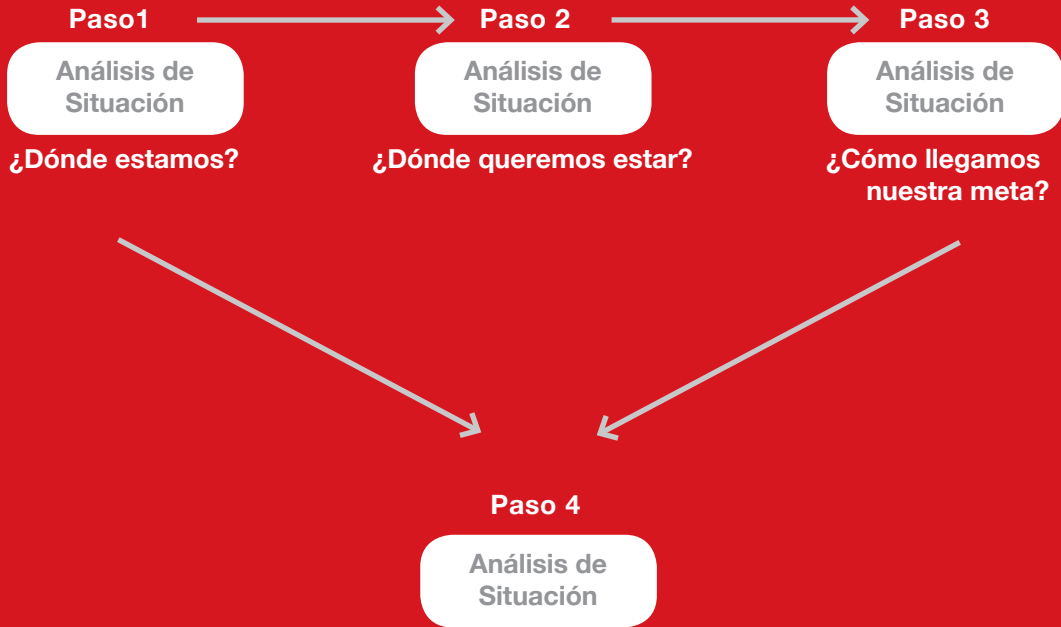 Paso1
Paso 2
Paso 3
Análisis de
Situación
Análisis de
Situación
Análisis de
Situación
¿Dónde estamos?
¿Dónde queremos estar?
¿Cómo llegamos
nuestra meta?
Paso 4
Análisis de
Situación